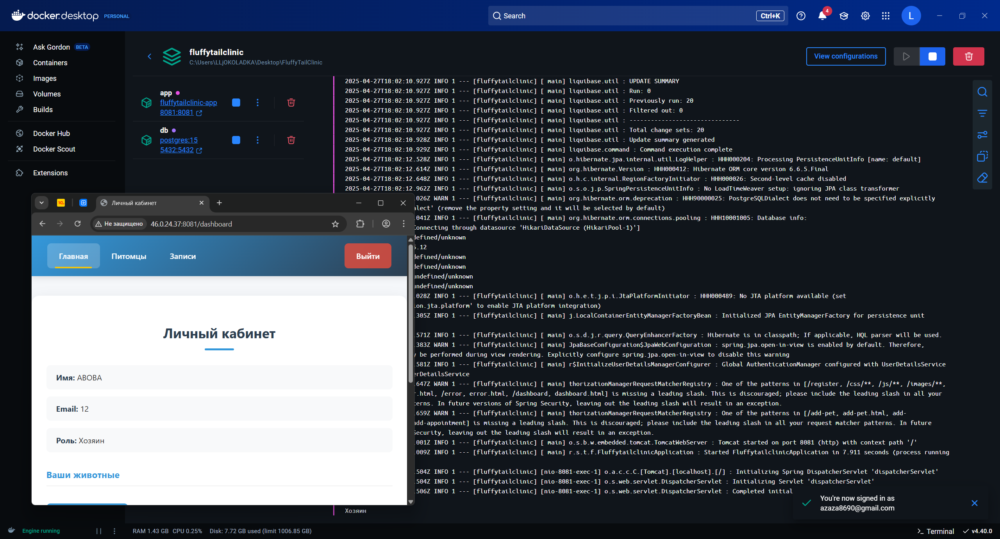 docker.desktop PERSONAL
Search
Ctrl+K
4
L
Ask Gordon BETA
Containers
Images
Volumes
Builds
Docker Hub
Docker Scout
Extensions
fluffytailclinic
C:\Users\LLjOKOLADKA\Desktop\FluffyTailClinic
View configurations
app
fluffytailclinic-app
8081:8081
db
postgres:15
5432:5432
2025-04-27T18:02:10.927Z INFO 1 --- [fluffytailclinic] [ main] liquibase.util : UPDATE SUMMARY
2025-04-27T18:02:10.927Z INFO 1 --- [fluffytailclinic] [ main] liquibase.util : Run: 0
2025-04-27T18:02:10.927Z INFO 1 --- [fluffytailclinic] [ main] liquibase.util : Previously run: 20
2025-04-27T18:02:10.927Z INFO 1 --- [fluffytailclinic] [ main] liquibase.util : Filtered out: 0
2025-04-27T18:02:10.927Z INFO 1 --- [fluffytailclinic] [ main] liquibase.util : -------------------------------
2025-04-27T18:02:10.927Z INFO 1 --- [fluffytailclinic] [ main] liquibase.util : Total change sets: 20
2025-04-27T18:02:10.928Z INFO 1 --- [fluffytailclinic] [ main] liquibase.util : Update summary generated
2025-04-27T18:02:10.929Z INFO 1 --- [fluffytailclinic] [ main] liquibase.command : Command execution complete
2025-04-27T18:02:12.528Z INFO 1 --- [fluffytailclinic] [ main] o.hibernate.jpa.internal.util.LogHelper : HHH000204: Processing PersistenceUnitInfo [name: default]
2025-04-27T18:02:12.614Z INFO 1 --- [fluffytailclinic] [ main] org.hibernate.Version : HHH000412: Hibernate ORM core version 6.6.5.Final
2025-04-27T18:02:12.648Z INFO 1 --- [fluffytailclinic] [ main] o.h.c.internal.RegionFactoryInitiator : HHH000026: Second-level cache disabled
2025-04-27T18:02:12.962Z INFO 1 --- [fluffytailclinic] [ main] o.s.o.j.p.SpringPersistenceUnitInfo : No LoadTimeWeaver setup: ignoring JPA class transformer
.026Z WARN 1 --- [fluffytailclinic] [ main] org.hibernate.orm.deprecation : HHH90000025: PostgreSQLDialect does not need to be specified explicitly
alect' (remove the property setting and it will be selected by default)
.041Z INFO 1 --- [fluffytailclinic] [ main] org.hibernate.orm.connections.pooling : HHH10001005: Database info:
Connecting through datasource 'HikariDataSource (HikariPool-1)']
defined/unknown
5.12
defined/unknown
defined/unknown
undefined/unknown
undefined/unknown
.028Z INFO 1 --- [fluffytailclinic] [ main] o.h.e.t.j.p.i.JtaPlatformInitiator : HHH000489: No JTA platform available (set
ion.jta.platform' to enable JTA platform integration)
.305Z INFO 1 --- [fluffytailclinic] [ main] j.LocalContainerEntityManagerFactoryBean : Initialized JPA EntityManagerFactory for persistence unit
.571Z INFO 1 --- [fluffytailclinic] [ main] o.s.d.j.r.query.QueryEnhancerFactory : Hibernate is in classpath; If applicable, HQL parser will be used.
.383Z WARN 1 --- [fluffytailclinic] [ main] JpaBaseConfiguration$JpaWebConfiguration : spring.jpa.open-in-view is enabled by default. Therefore,
y be performed during view rendering. Explicitly configure spring.jpa.open-in-view to disable this warning
.581Z INFO 1 --- [fluffytailclinic] [ main] r$InitializeUserDetailsManagerConfigurer : Global AuthenticationManager configured with UserDetailsService
erDetailsService
.647Z WARN 1 --- [fluffytailclinic] [ main] thorizationManagerRequestMatcherRegistry : One of the patterns in [/register, /css/**, /js/**, /images/**,
r.html, /error, error.html, /dashboard, dashboard.html] is missing a leading slash. This is discouraged; please include the leading slash in all your
terns. In future versions of Spring Security, leaving out the leading slash will result in an exception.
.659Z WARN 1 --- [fluffytailclinic] [ main] thorizationManagerRequestMatcherRegistry : One of the patterns in [/add-pet, add-pet.html, add-
add-appointment] is missing a leading slash. This is discouraged; please include the leading slash in all your request matcher patterns. In future
Security, leaving out the leading slash will result in an exception.
.001Z INFO 1 --- [fluffytailclinic] [ main] o.s.b.w.embedded.tomcat.TomcatWebServer : Tomcat started on port 8081 (http) with context path '/'
.009Z INFO 1 --- [fluffytailclinic] [ main] r.s.t.f.FluffytailclinicApplication : Started FluffytailclinicApplication in 7.911 seconds (process running
.504Z INFO 1 --- [fluffytailclinic] [nio-8081-exec-1] o.a.c.c.C.[Tomcat].[localhost].[/] : Initializing Spring DispatcherServlet 'dispatcherServlet'
.504Z INFO 1 --- [fluffytailclinic] [nio-8081-exec-1] o.s.web.servlet.DispatcherServlet : Initializing Servlet 'dispatcherServlet'
.506Z INFO 1 --- [fluffytailclinic] [nio-8081-exec-1] o.s.web.servlet.DispatcherServlet : Completed initial
Хозяин
Личный кабинет
Не защищено
46.0.24.37:8081/dashboard
Главная
Питомцы
Записи
Выйти
Личный кабинет
Имя: ABOBA
Email: 12
Роль: Хозяин
Ваши животные
You're now signed in as
azaza8690@gmail.com
Engine running
RAM 1.43 GB CPU 0.25% Disk: 7.72 GB used (limit 1006.85 GB)
Terminal
v4.40.0